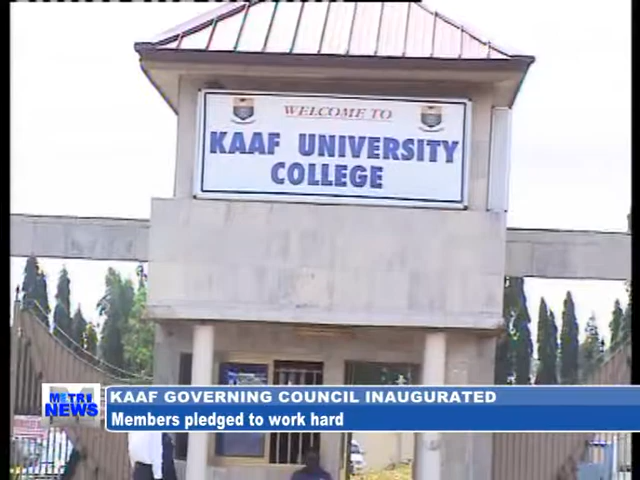 WELCOME TO
KAAF UNIVERSITY
COLLEGE
METRO
NEWS
KAAF GOVERNING COUNCIL INAUGURATED
Members pledged to work hard